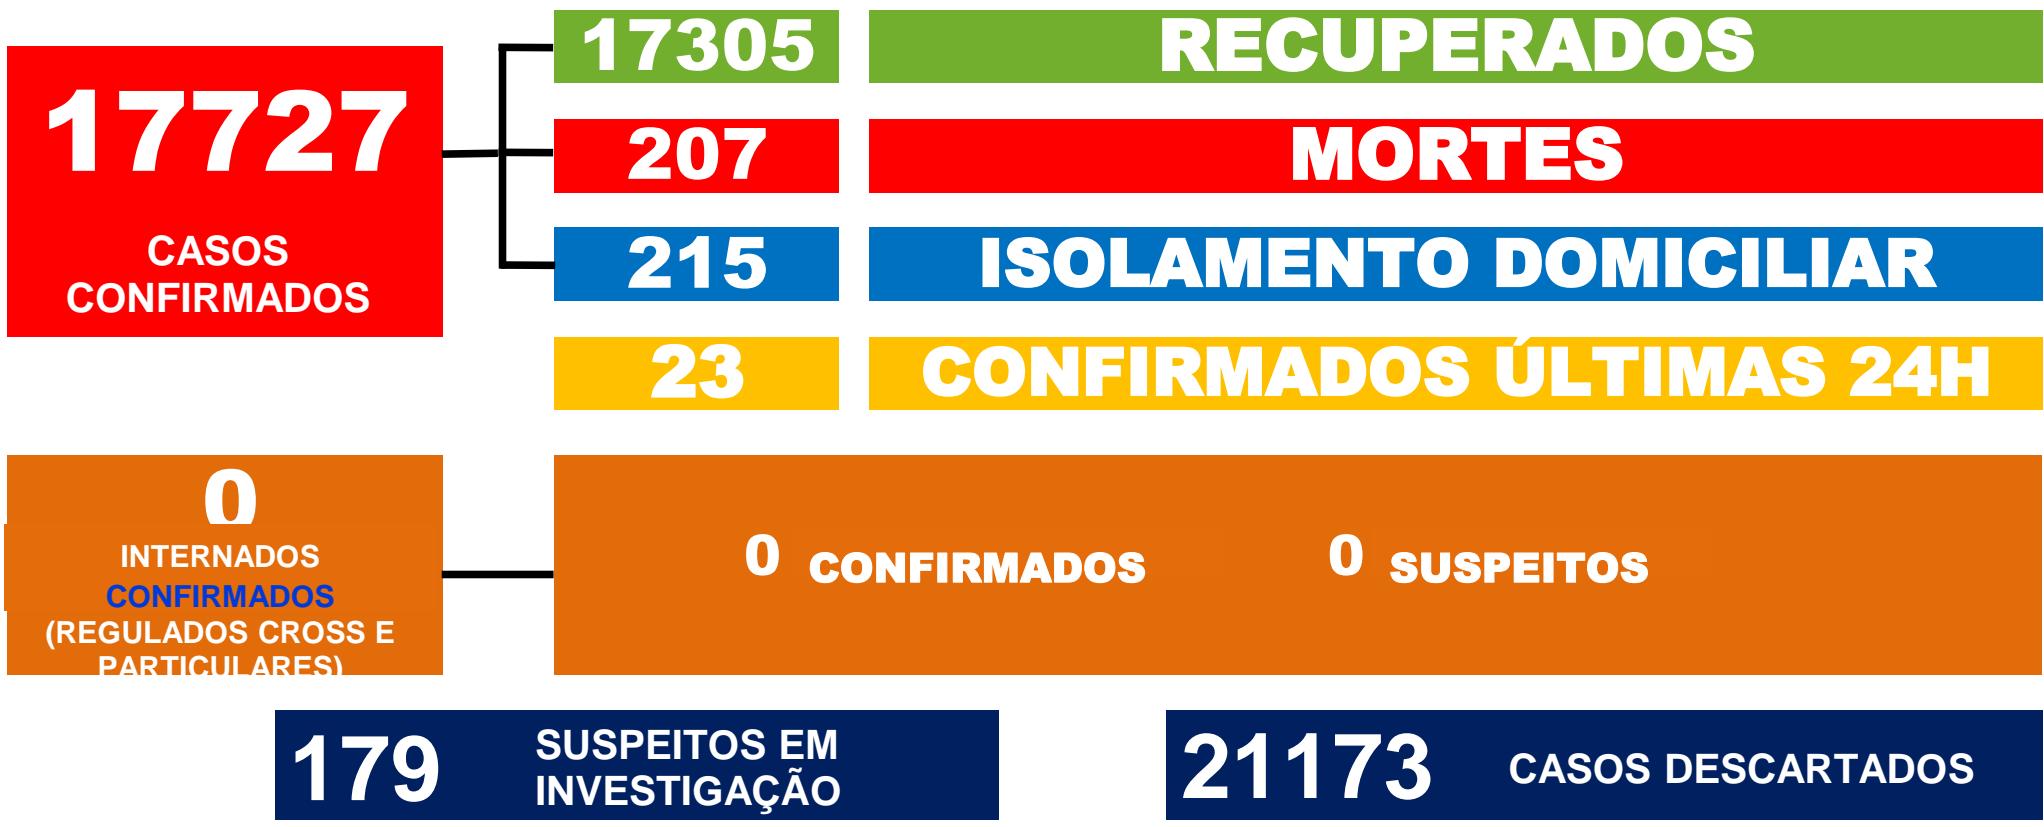 17727
CASOS
CONFIRMADOS
17305 RECUPERADOS
207 MORTES
215 ISOLAMENTO DOMICILIAR
23 CONFIRMADOS ÚLTIMAS 24H
0
INTERNADOS
CONFIRMADOS
(REGULADOS CROSS E
PARTICULARES)
0 CONFIRMADOS 0 SUSPEITOS
179 SUSPEITOS EM
INVESTIGAÇÃO
21173 CASOS DESCARTADOS